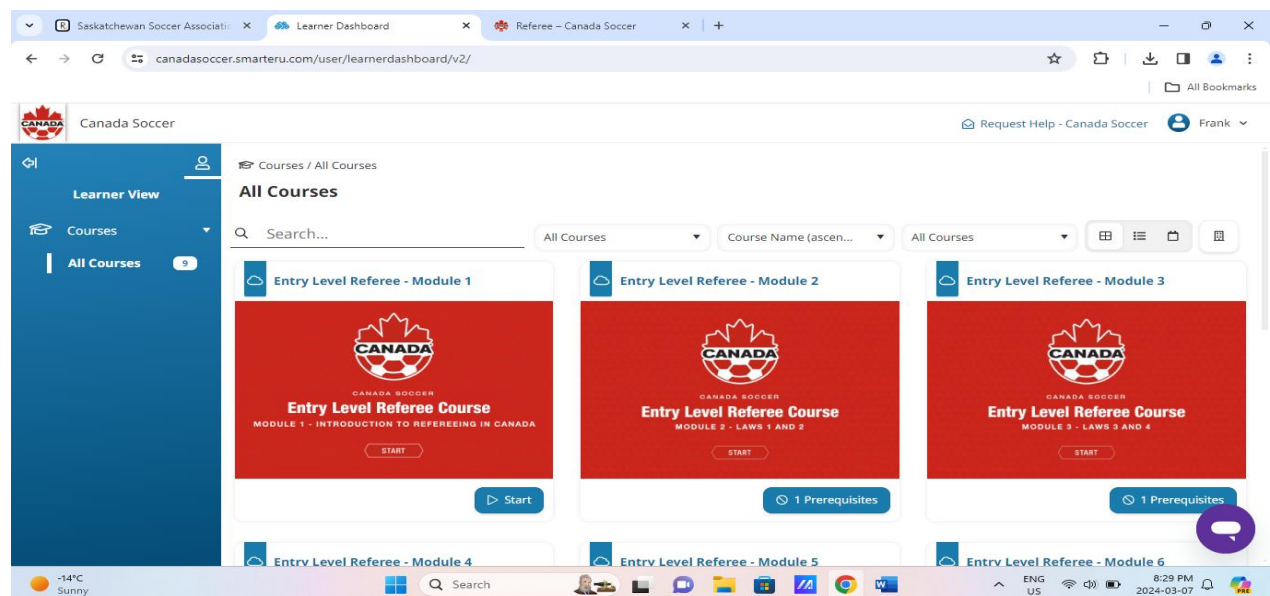 Saskatchewan Soccer Associatic
Learner Dashboard
Referee – Canada Soccer
canadasoccer.smarteru.com/user/learnerdashboard/v2/
All Bookmarks
CANADA
Canada Soccer
Request Help - Canada Soccer
Frank
Learner View
Courses
All Courses
9
Courses / All Courses
All Courses
Search...
All Courses
Course Name (ascen...
All Courses
Entry Level Referee - Module 1
CANADA
CANADA SOCCER
Entry Level Referee Course
MODULE 1 - INTRODUCTION TO REFEREEING IN CANADA
START
Start
Entry Level Referee - Module 2
CANADA
CANADA SOCCER
Entry Level Referee Course
MODULE 2 - LAWS 1 AND 2
START
1 Prerequisites
Entry Level Referee - Module 3
CANADA
CANADA SOCCER
Entry Level Referee Course
MODULE 3 - LAWS 3 AND 4
START
1 Prerequisites
Entry Level Referee - Module 4
Entry Level Referee - Module 5
Entry Level Referee - Module 6
-14°C
Sunny
Search
ENG
US
8:29 PM
2024-03-07
PRE